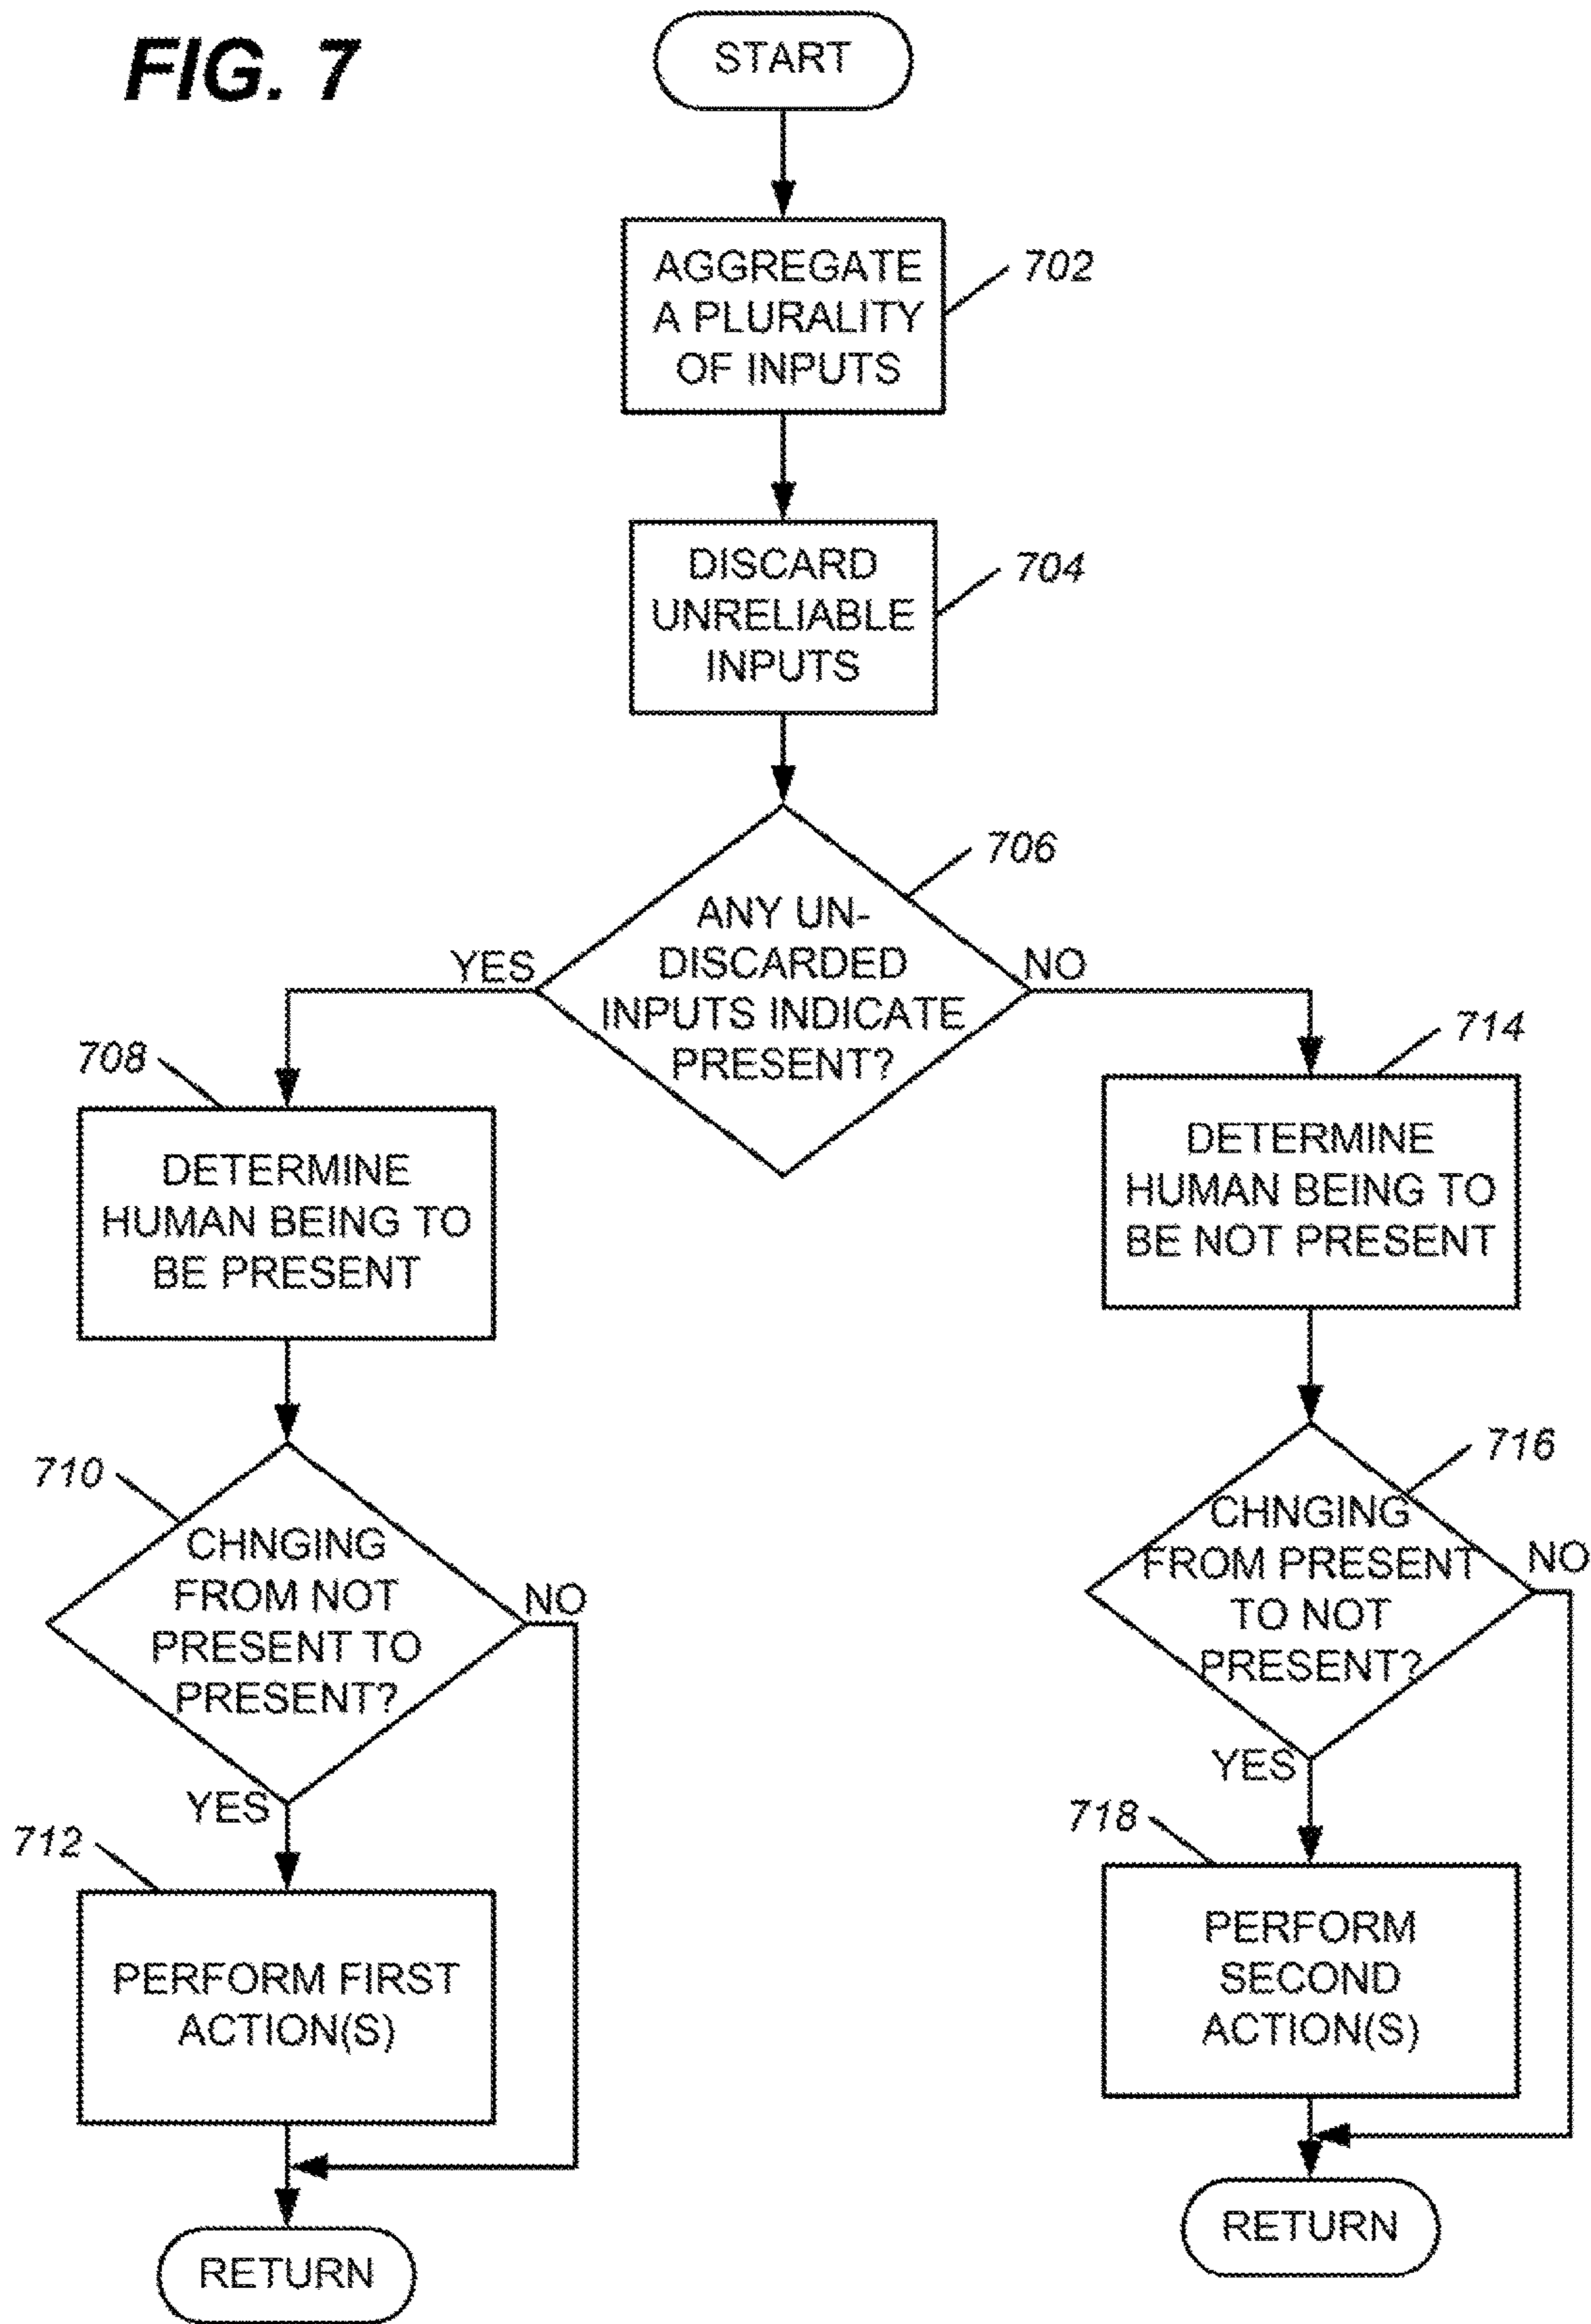 FIG. 7
START
AGGREGATE
A PLURALITY
OF INPUTS
702
DISCARD
UNRELIABLE
INPUTS
704
706
ANY UN-
DISCARDED
INPUTS INDICATE
PRESENT?
YES
NO
708
DETERMINE
HUMAN BEING TO
BE PRESENT
714
DETERMINE
HUMAN BEING TO
BE NOT PRESENT
710
CHNGING
FROM NOT
PRESENT TO
PRESENT?
NO
YES
716
CHNGING
FROM PRESENT
TO NOT
PRESENT?
NO
YES
712
PERFORM FIRST
ACTION(S)
718
PERFORM
SECOND
ACTION(S)
RETURN
RETURN